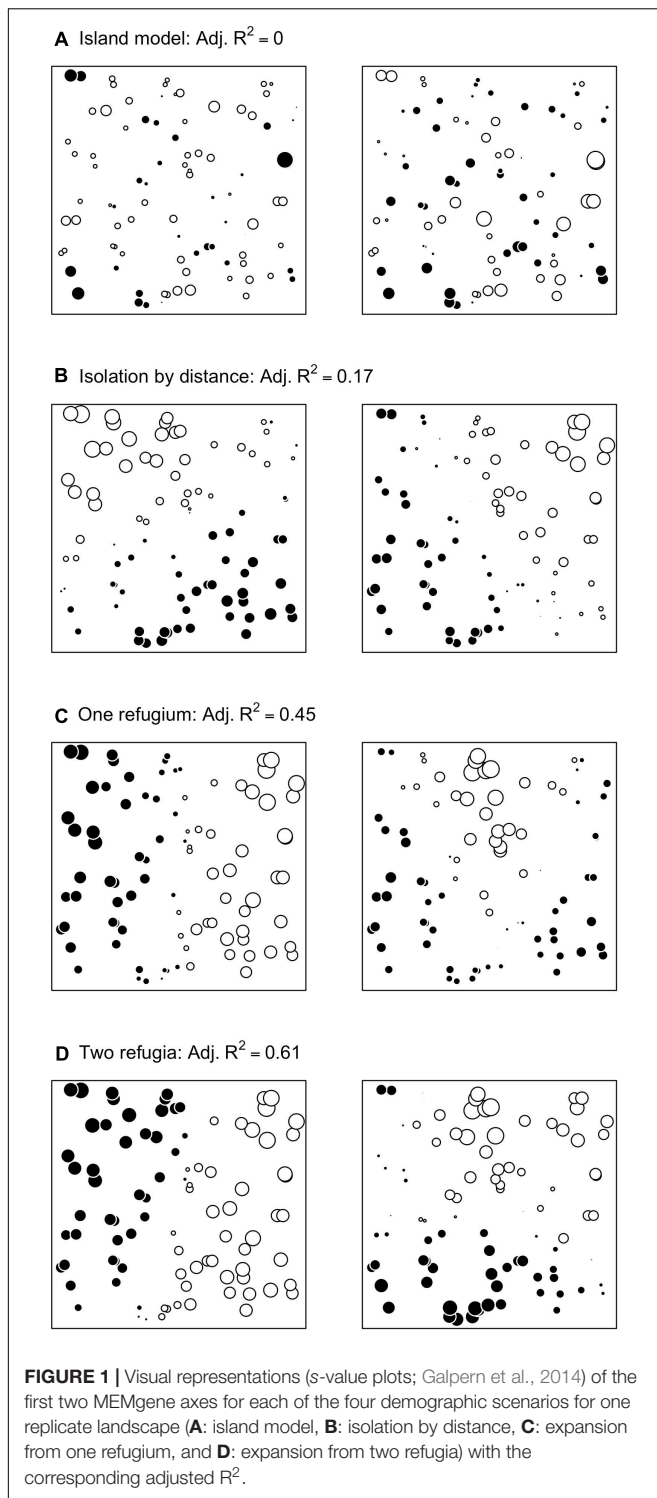 A Island model: Adj. R² = 0
B Isolation by distance: Adj. R² = 0.17
C One refugium: Adj. R² = 0.45
D Two refugia: Adj. R² = 0.61
FIGURE 1 | Visual representations (s-value plots; Galpern et al., 2014) of the
first two MEMgene axes for each of the four demographic scenarios for one
replicate landscape (A: island model, B: isolation by distance, C: expansion
from one refugium, and D: expansion from two refugia) with the
corresponding adjusted R².